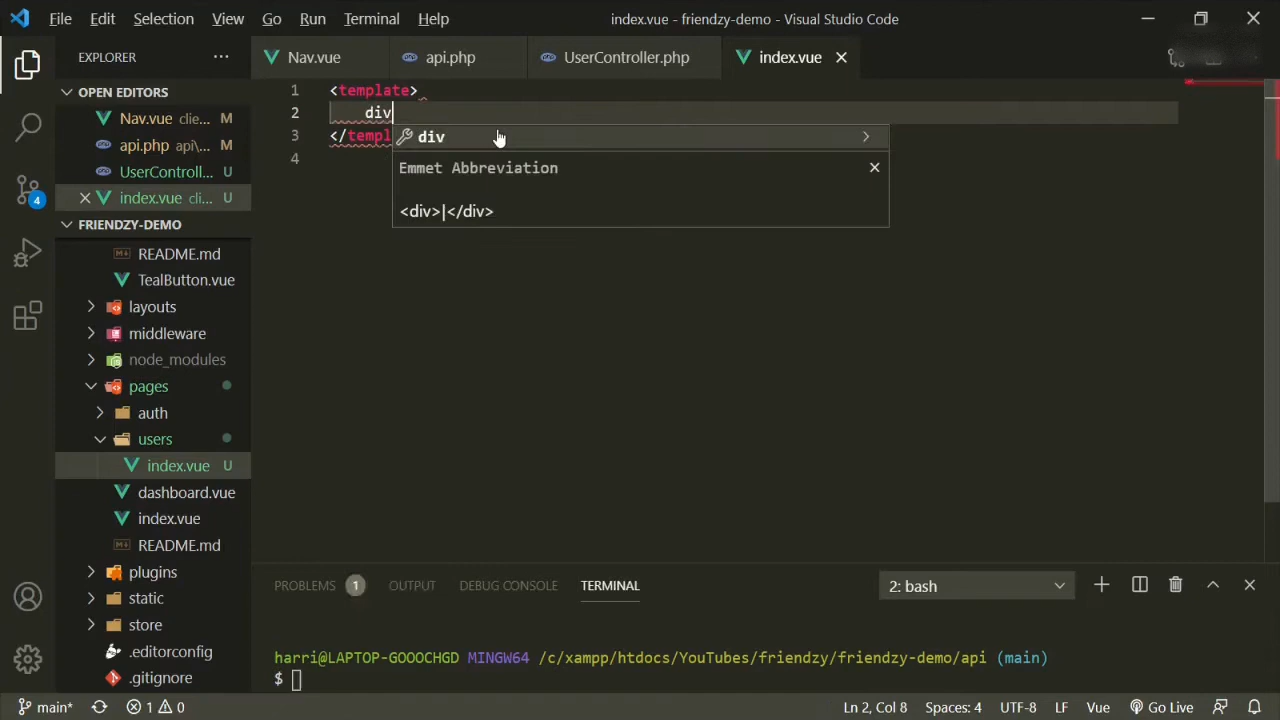 File Edit Selection View Go Run Terminal Help index.vue - friendzy-demo - Visual Studio Code
EXPLORER
Nav.vue api.php UserController.php index.vue
OPEN EDITORS
Nav.vue clie... M
api.php api\... M
UserControll... U
index.vue cli... U
FRIENDZY-DEMO
README.md
TealButton.vue
layouts
middleware
node_modules
pages
auth
users
index.vue U
dashboard.vue
index.vue
README.md
plugins
static
store
.editorconfig
.gitignore
4
1 <template>
2 div
3 </templ
4
div
Emmet Abbreviation
<div>|</div>
PROBLEMS 1 OUTPUT DEBUG CONSOLE TERMINAL 2: bash
harri@LAPTOP-GOOOCHGD MINGW64 /c/xampp/htdocs/YouTubes/friendzy/friendzy-demo/api (main)
$
main* 1 0 Ln 2, Col 8 Spaces: 4 UTF-8 LF Vue Go Live